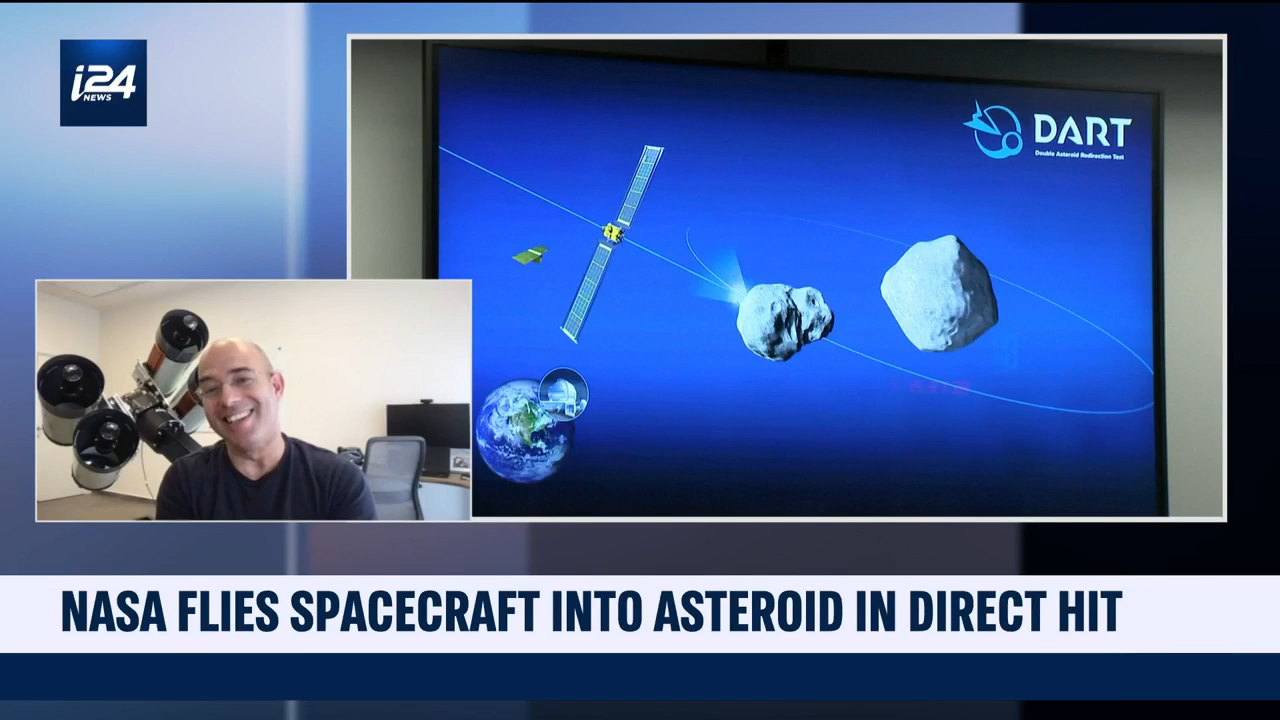 i24
NEWS
DART
Double Asteroid Redirection Test
NASA FLIES SPACECRAFT INTO ASTEROID IN DIRECT HIT